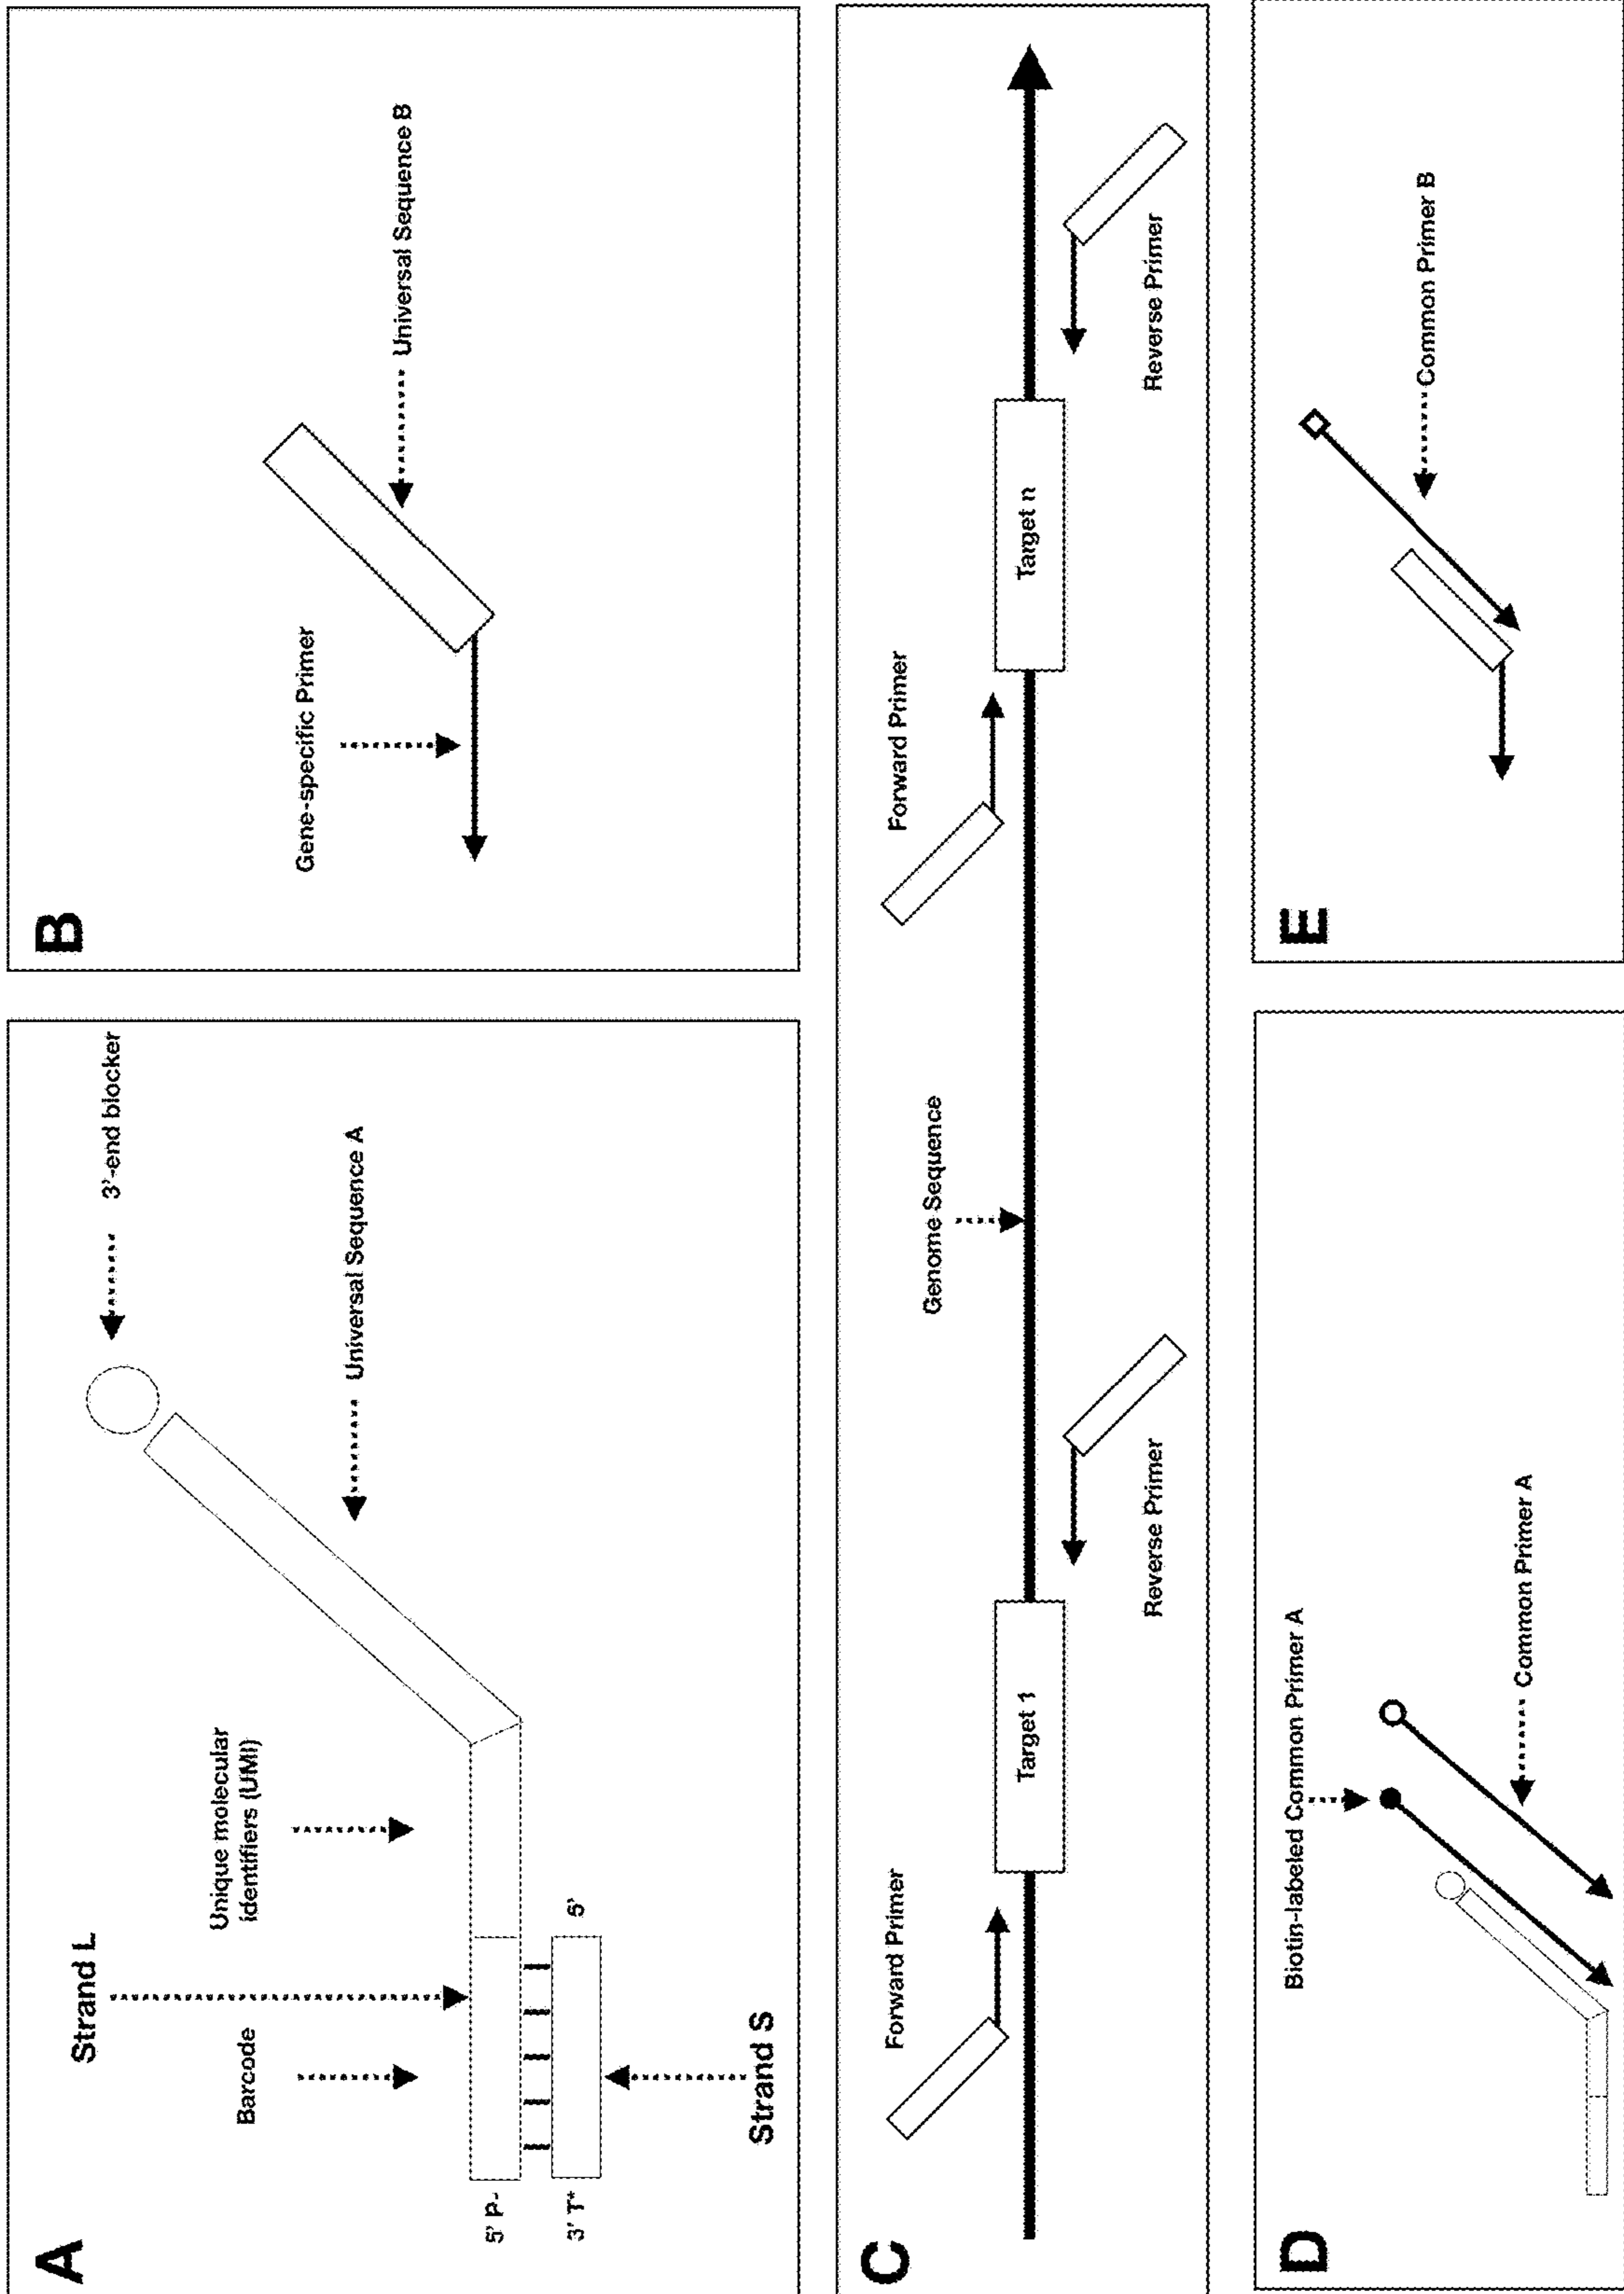 A
Strand L
Barcode
Unique molecular
identifiers (UMI)
3'-end blocker
Universal Sequence A
5' P-
3' T*
5'
Strand S
B
Gene-specific Primer
Universal Sequence B
C
Forward Primer
Genome Sequence
Forward Primer
Target 1
Target n
Reverse Primer
Reverse Primer
D
Biotin-labeled Common Primer A
Common Primer A
E
Common Primer B